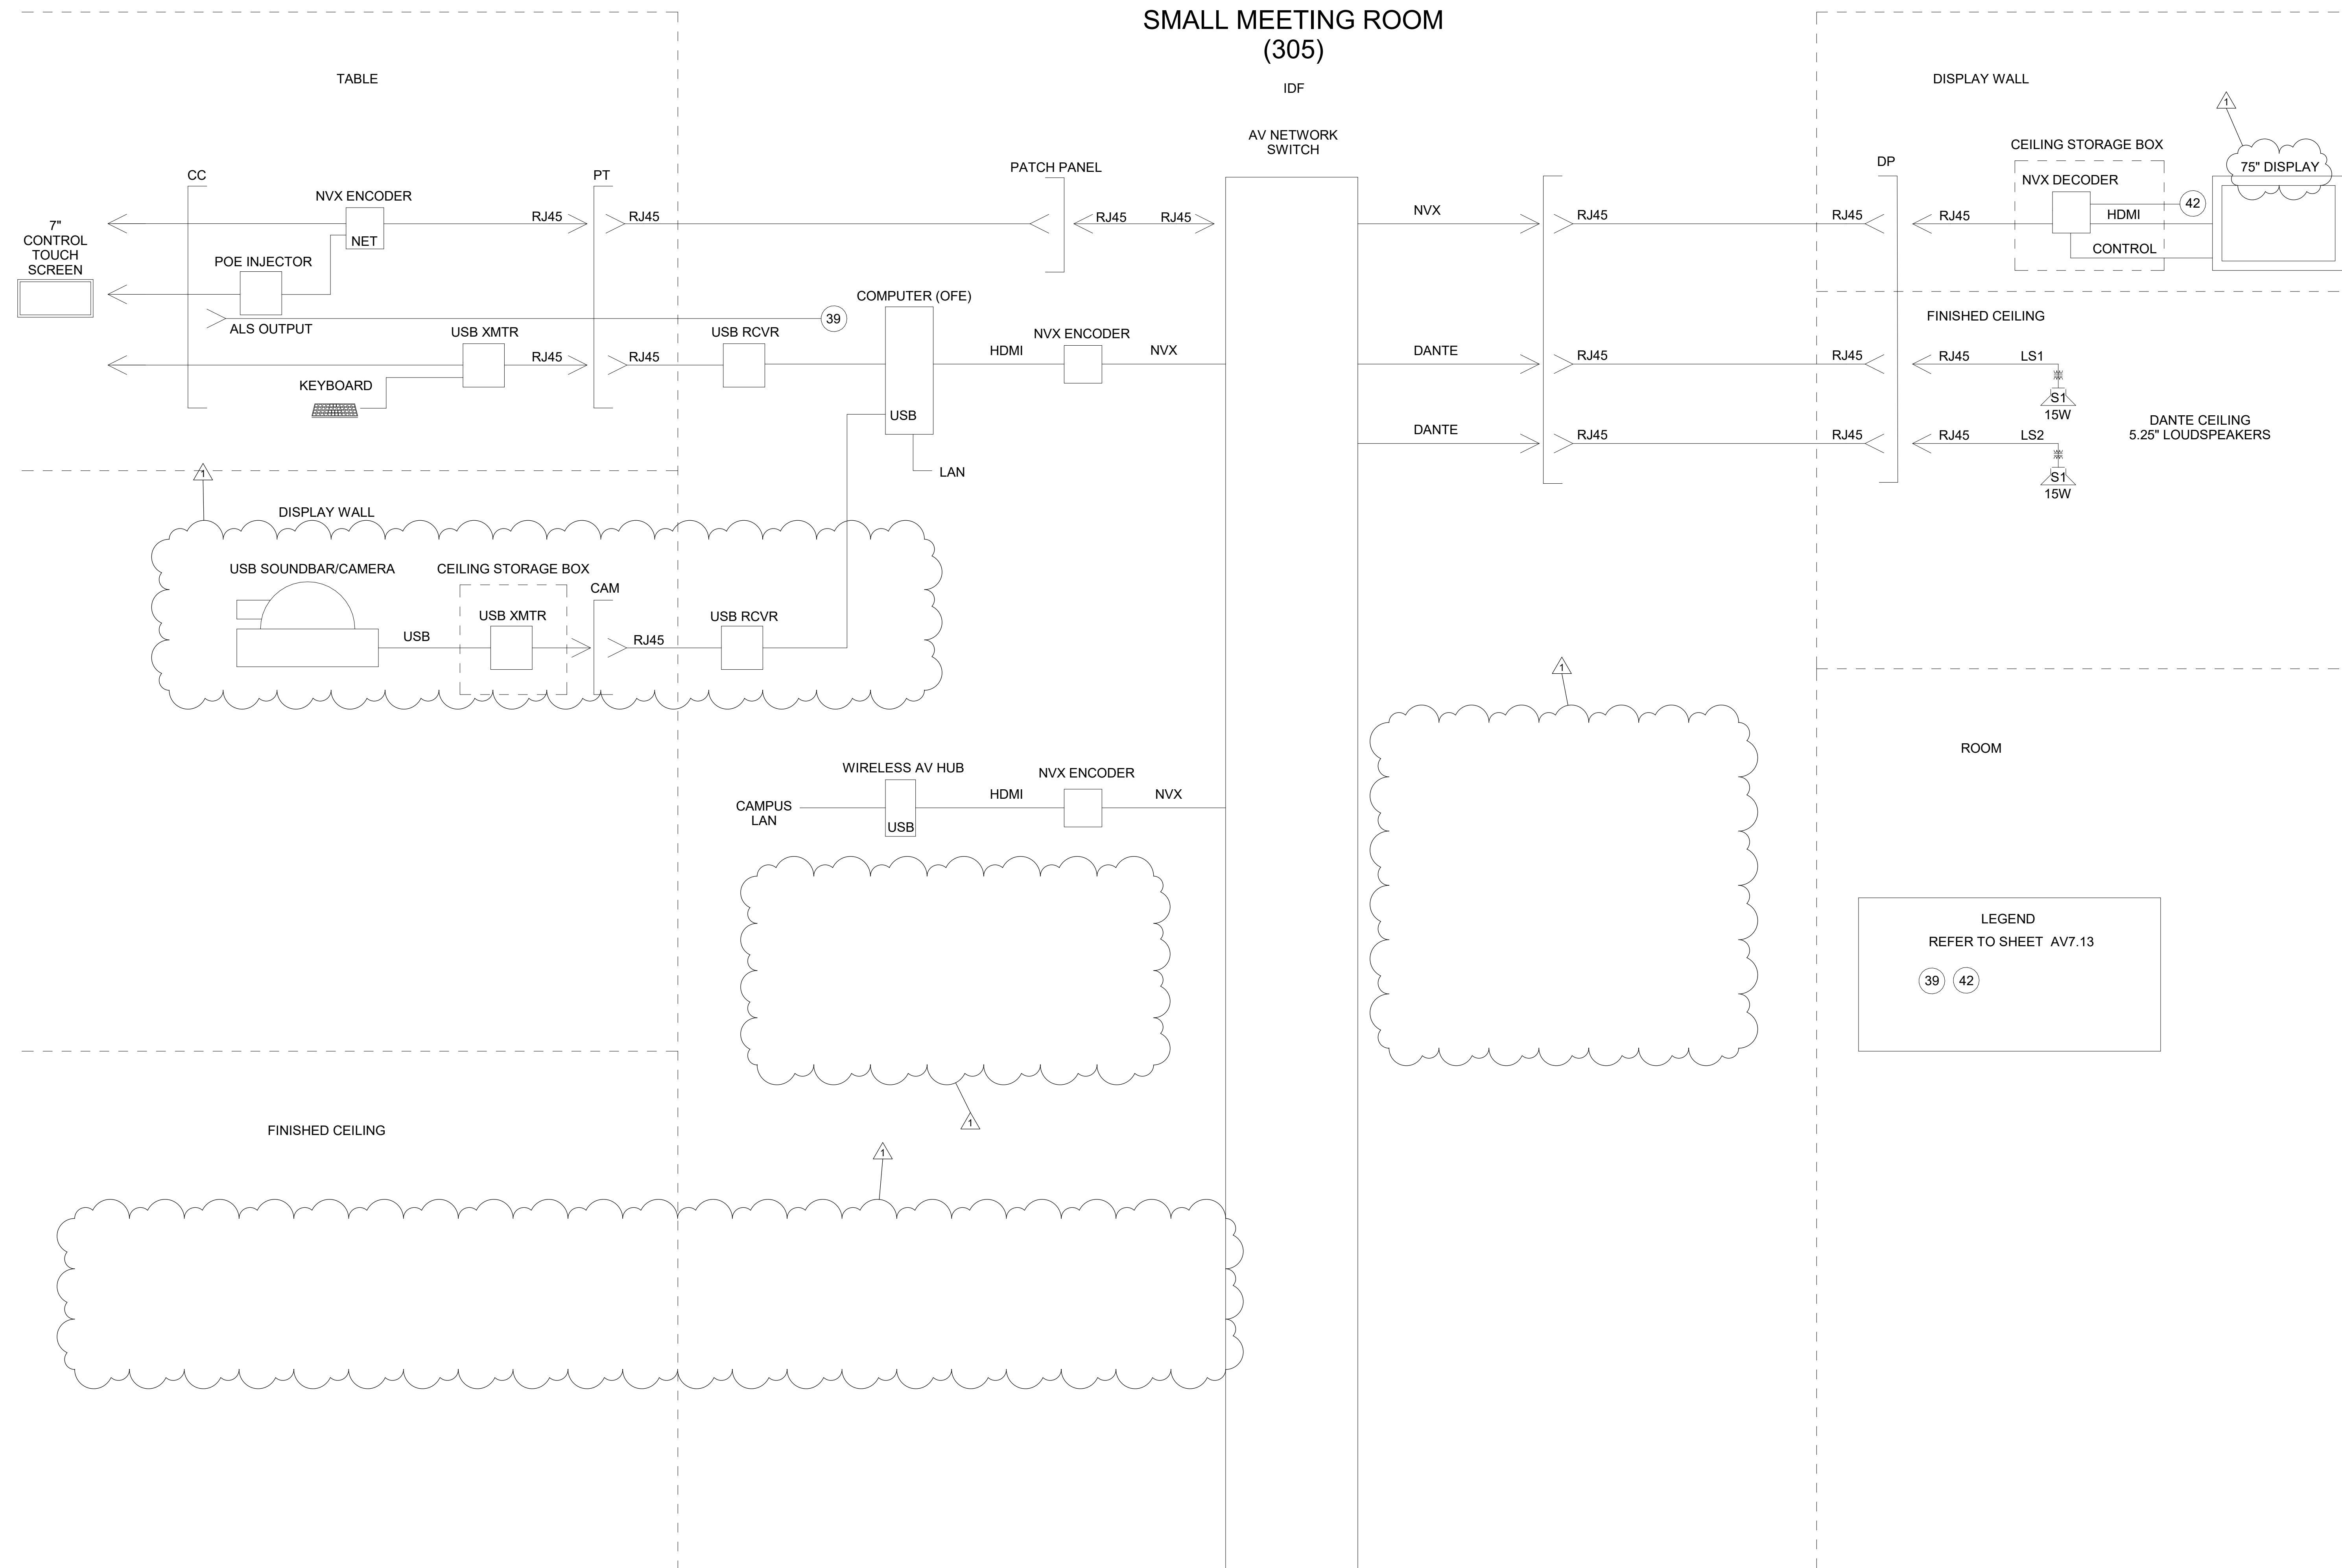 SMALL MEETING ROOM
(305)
TABLE
IDF
DISPLAY WALL
1
AV NETWORK
SWITCH
CEILING STORAGE BOX
PATCH PANEL
DP
75" DISPLAY
CC
PT
NVX ENCODER
NVX DECODER
42
7"
CONTROL
TOUCH
SCREEN
NET
RJ45
RJ45
RJ45
RJ45
NVX
RJ45
RJ45
RJ45
HDMI
CONTROL
POE INJECTOR
COMPUTER (OFE)
39
ALS OUTPUT
FINISHED CEILING
USB XMTR
USB RCVR
NVX ENCODER
RJ45
RJ45
HDMI
NVX
DANTE
RJ45
RJ45
RJ45
LS1
KEYBOARD
S1
15W
USB
DANTE
RJ45
RJ45
RJ45
LS2
DANTE CEILING
5.25" LOUDSPEAKERS
LAN
S1
15W
1
DISPLAY WALL
USB SOUNDBAR/CAMERA
CEILING STORAGE BOX
CAM
USB XMTR
USB RCVR
USB
RJ45
1
ROOM
WIRELESS AV HUB
NVX ENCODER
CAMPUS
LAN
HDMI
NVX
USB
LEGEND
REFER TO SHEET AV7.13
39
42
1
FINISHED CEILING
1